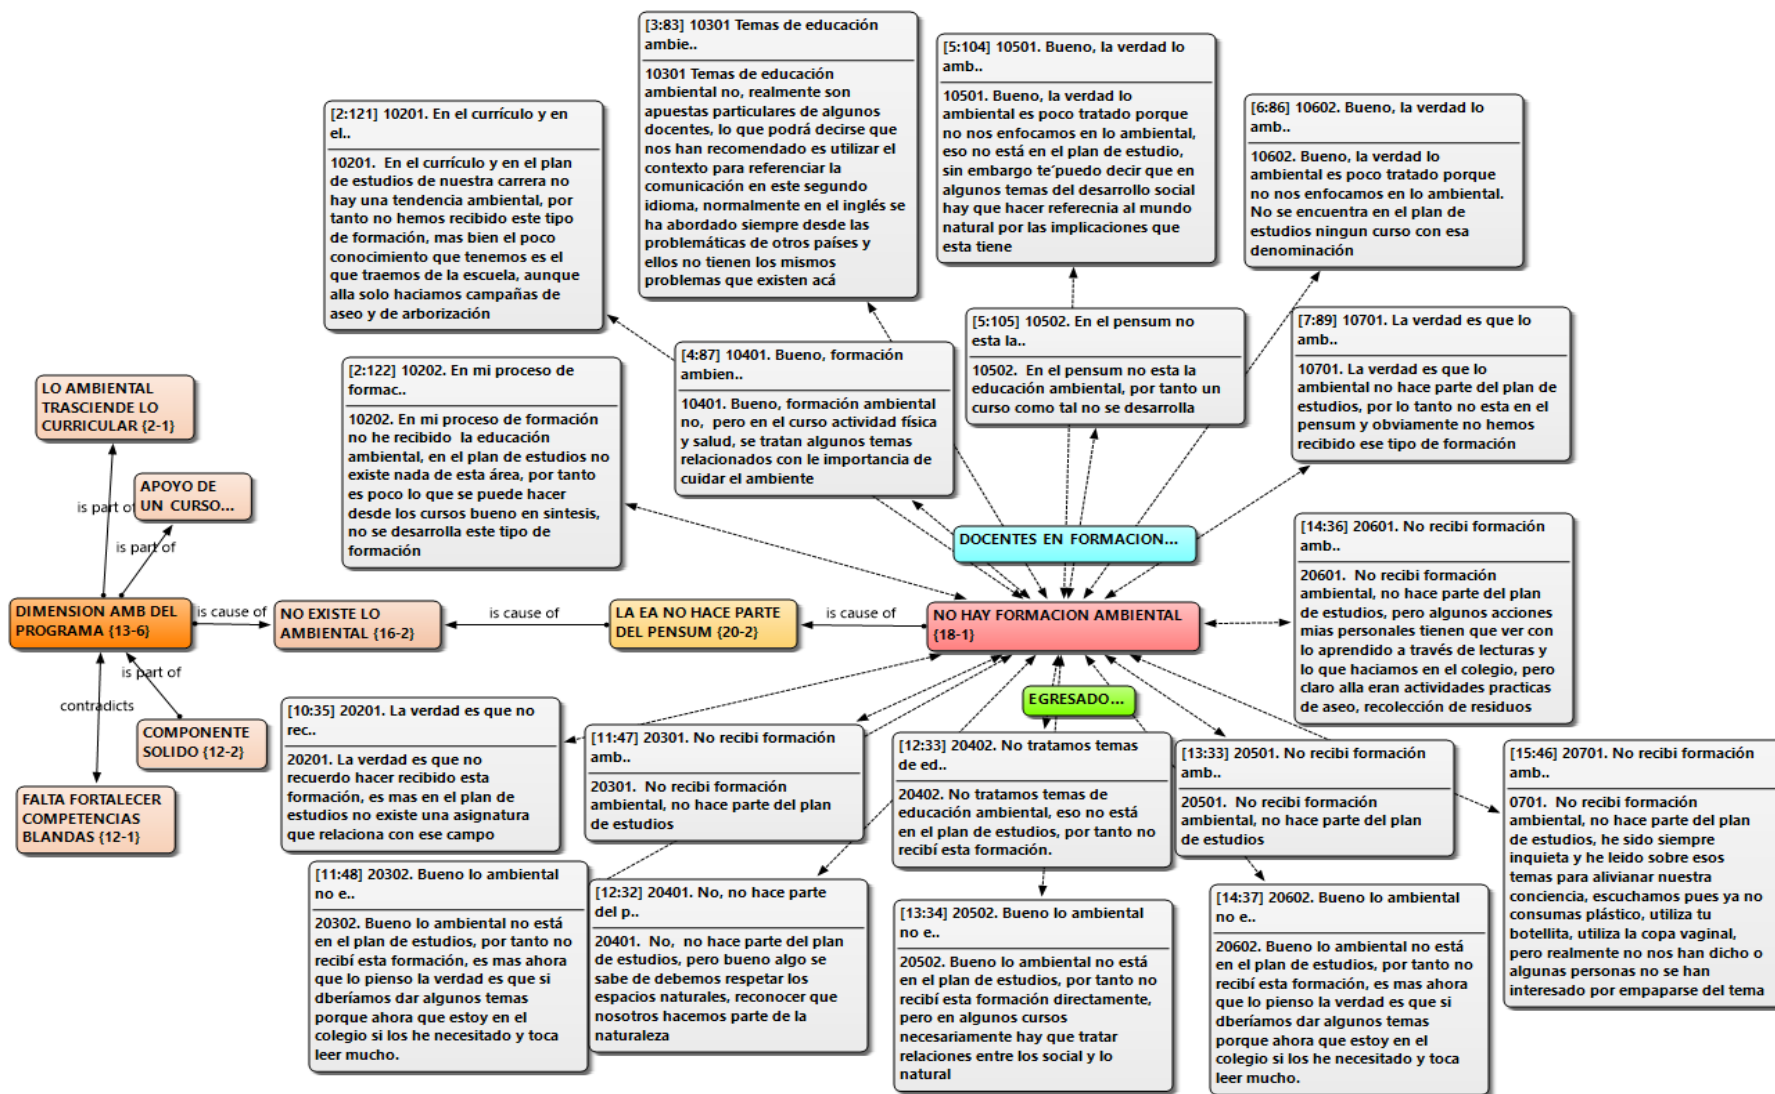 [3:83] 10301 Temas de educación
ambie..
10301 Temas de educación
ambiental no, realmente son
apuestas particulares de algunos
docentes, lo que podrá decirse que
nos han recomendado es utilizar el
contexto para referenciar la
comunicación en este segundo
idioma, normalmente en el inglés se
ha abordado siempre desde las
problemáticas de otros países y
ellos no tienen los mismos
problemas que existen acá
[5:104] 10501. Bueno, la verdad lo
amb..
10501. Bueno, la verdad lo
ambiental es poco tratado porque
no nos enfocamos en lo ambiental,
eso no está en el plan de estudio,
sin embargo te´puedo decir que en
algunos temas del desarrollo social
hay que hacer referecnia al mundo
natural por las implicaciones que
esta tiene
[6:86] 10602. Bueno, la verdad lo
amb..
10602. Bueno, la verdad lo
ambiental es poco tratado porque
no nos enfocamos en lo ambiental.
No se encuentra en el plan de
estudios ningun curso con esa
denominación
[2:121] 10201. En el currículo y en
el..
10201.  En el currículo y en el plan
de estudios de nuestra carrera no
hay una tendencia ambiental, por
tanto no hemos recibido este tipo
de formación, mas bien el poco
conocimiento que tenemos es el
que traemos de la escuela, aunque
alla solo haciamos campañas de
aseo y de arborización
[5:105] 10502. En el pensum no
esta la..
10502.  En el pensum no esta la
educación ambiental, por tanto un
curso como tal no se desarrolla
[7:89] 10701. La verdad es que lo
amb..
10701. La verdad es que lo
ambiental no hace parte del plan de
estudios, por lo tanto no esta en el
pensum y obviamente no hemos
recibido ese tipo de formación
[4:87] 10401. Bueno, formación
ambien..
10401. Bueno, formación ambiental
no,  pero en el curso actividad física
y salud, se tratan algunos temas
relacionados con le importancia de
cuidar el ambiente
[2:122] 10202. En mi proceso de
formac..
10202. En mi proceso de formación
no he recibido  la educación
ambiental, en el plan de estudios no
existe nada de esta área, por tanto
es poco lo que se puede hacer
desde los cursos bueno en sintesis,
no se desarrolla este tipo de
formación
LO AMBIENTAL
TRASCIENDE LO
CURRICULAR {2-1}
APOYO DE
UN CURSO...
is part of
is part of
DOCENTES EN FORMACION...
[14:36] 20601. No recibi formación
amb..
20601.  No recibi formación
ambiental, no hace parte del plan
de estudios, pero algunos acciones
mias personales tienen que ver con
lo aprendido a través de lecturas y
lo que haciamos en el colegio, pero
claro alla eran actividades practicas
de aseo, recolección de residuos
DIMENSION AMB DEL
PROGRAMA {13-6}
is cause of
NO EXISTE LO
AMBIENTAL {16-2}
is cause of
LA EA NO HACE PARTE
DEL PENSUM {20-2}
is cause of
NO HAY FORMACION AMBIENTAL
{18-1}
is part of
contradicts
COMPONENTE
SOLIDO {12-2}
FALTA FORTALECER
COMPETENCIAS
BLANDAS {12-1}
EGRESADO...
[10:35] 20201. La verdad es que no
rec..
20201. La verdad es que no
recuerdo hacer recibido esta
formación, es mas en el plan de
estudios no existe una asignatura
que relaciona con ese campo
[11:47] 20301. No recibi formación
amb..
20301.  No recibi formación
ambiental, no hace parte del plan
de estudios
[12:33] 20402. No tratamos temas
de ed..
20402. No tratamos temas de
educación ambiental, eso no está
en el plan de estudios, por tanto no
recibí esta formación.
[13:33] 20501. No recibi formación
amb..
20501.  No recibi formación
ambiental, no hace parte del plan
de estudios
[15:46] 20701. No recibi formación
amb..
0701.  No recibi formación
ambiental, no hace parte del plan
de estudios, he sido siempre
inquieta y he leido sobre esos
temas para alivianar nuestra
conciencia, escuchamos pues ya no
consumas plástico, utiliza tu
botellita, utiliza la copa vaginal,
pero realmente no nos han dicho o
algunas personas no se han
interesado por empaparse del tema
[11:48] 20302. Bueno lo ambiental
no e..
20302. Bueno lo ambiental no está
en el plan de estudios, por tanto no
recibí esta formación, es mas ahora
que lo pienso la verdad es que si
dberíamos dar algunos temas
porque ahora que estoy en el
colegio si los he necesitado y toca
leer mucho.
[12:32] 20401. No, no hace parte
del p..
20401.  No,  no hace parte del plan
de estudios, pero bueno algo se
sabe de debemos respetar los
espacios naturales, reconocer que
nosotros hacemos parte de la
naturaleza
[13:34] 20502. Bueno lo ambiental
no e..
20502. Bueno lo ambiental no está
en el plan de estudios, por tanto no
recibí esta formación directamente,
pero en algunos cursos
necesariamente hay que tratar
relaciones entre los social y lo
natural
[14:37] 20602. Bueno lo ambiental
no e..
20602. Bueno lo ambiental no está
en el plan de estudios, por tanto no
recibí esta formación, es mas ahora
que lo pienso la verdad es que si
dberíamos dar algunos temas
porque ahora que estoy en el
colegio si los he necesitado y toca
leer mucho.